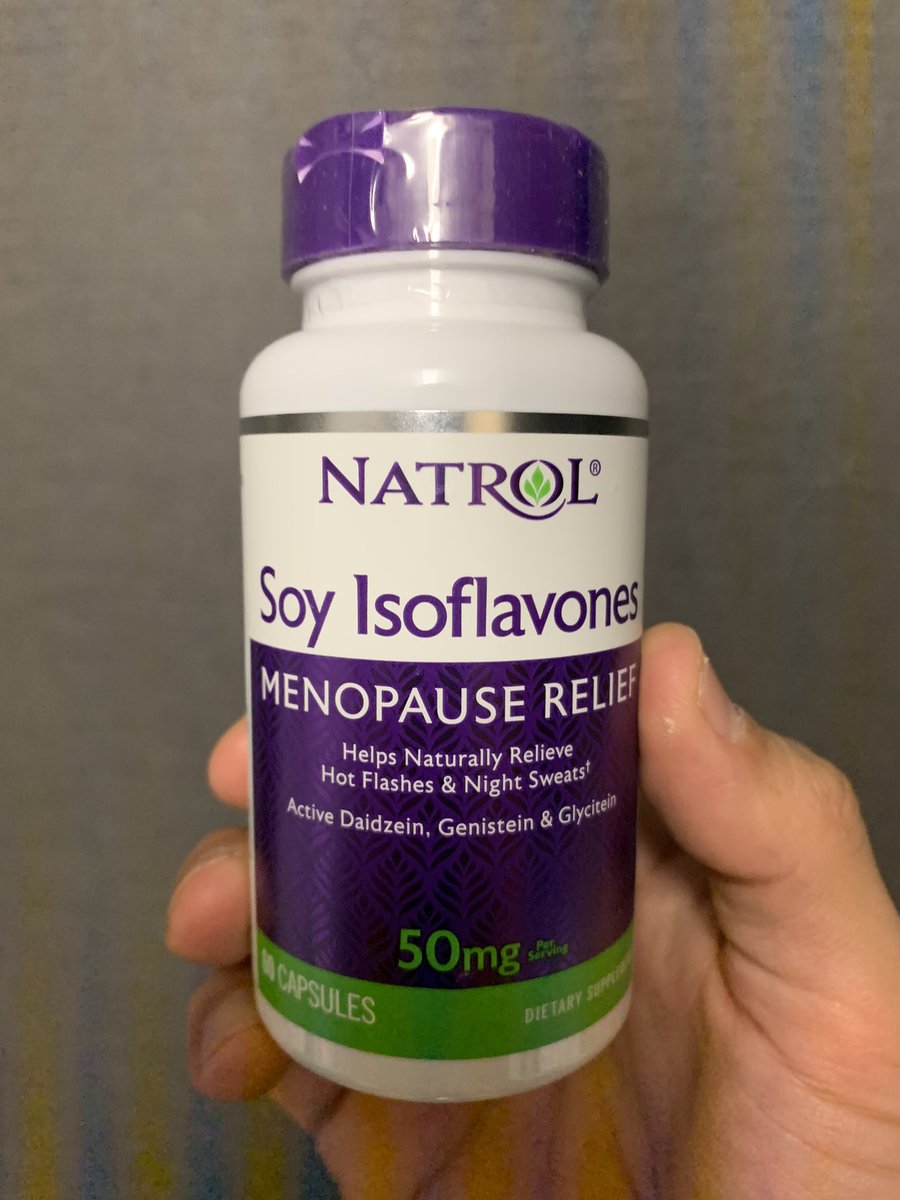 NATROL®
Soy Isoflavones
MENOPAUSE RELIEF
Helps Naturally Relieve
Hot Flashes & Night Sweats†
Active Daidzein, Genistein & Glycitein
50mg Per
Serving
CAPSULES
DIETARY SUPPLEMENT